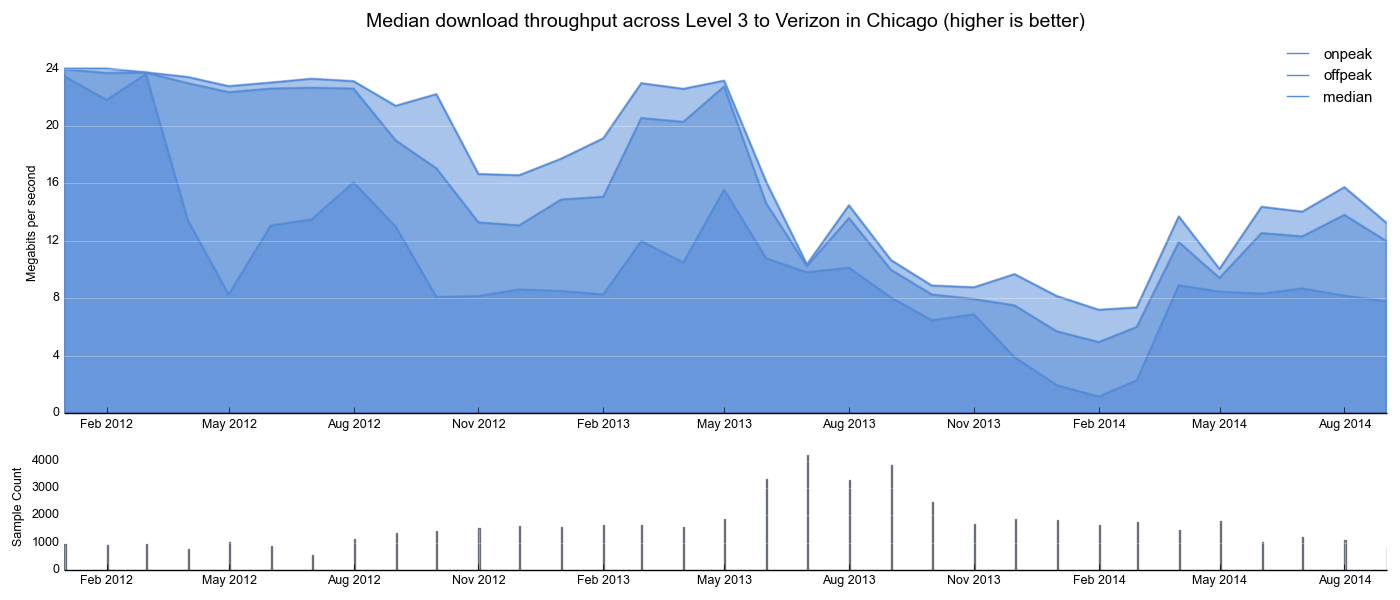 Median download throughput across Level 3 to Verizon in Chicago (higher is better)
onpeak
offpeak
median
Megabits per second
24
20
16
12
8
4
0
Feb 2012 May 2012 Aug 2012 Nov 2012 Feb 2013 May 2013 Aug 2013 Nov 2013 Feb 2014 May 2014 Aug 2014
Sample Count
4000
3000
2000
1000
0
Feb 2012 May 2012 Aug 2012 Nov 2012 Feb 2013 May 2013 Aug 2013 Nov 2013 Feb 2014 May 2014 Aug 2014